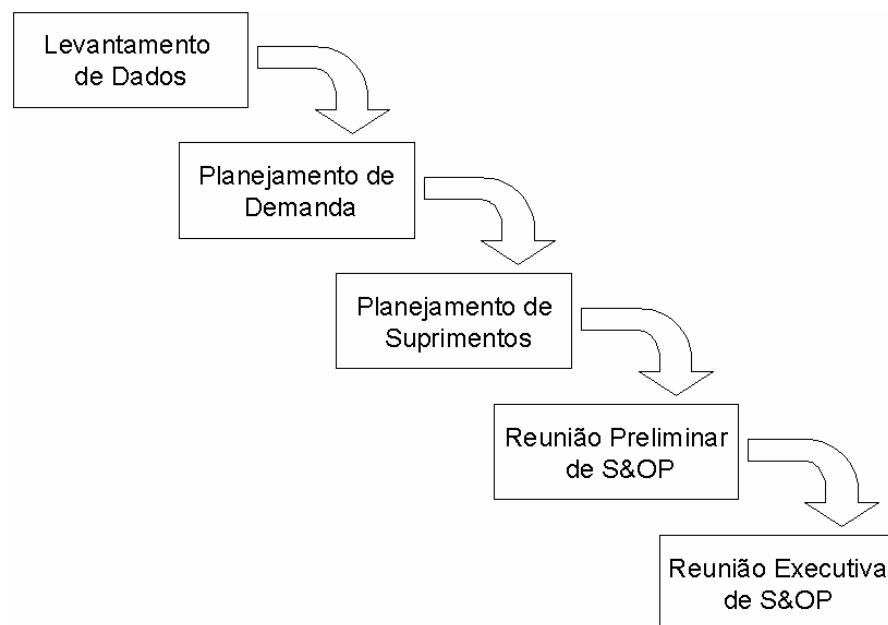 Levantamento
de Dados
Planejamento de
Demanda
Planejamento de
Suprimentos
Reunião Preliminar
de S&OP
Reunião Executiva
de S&OP